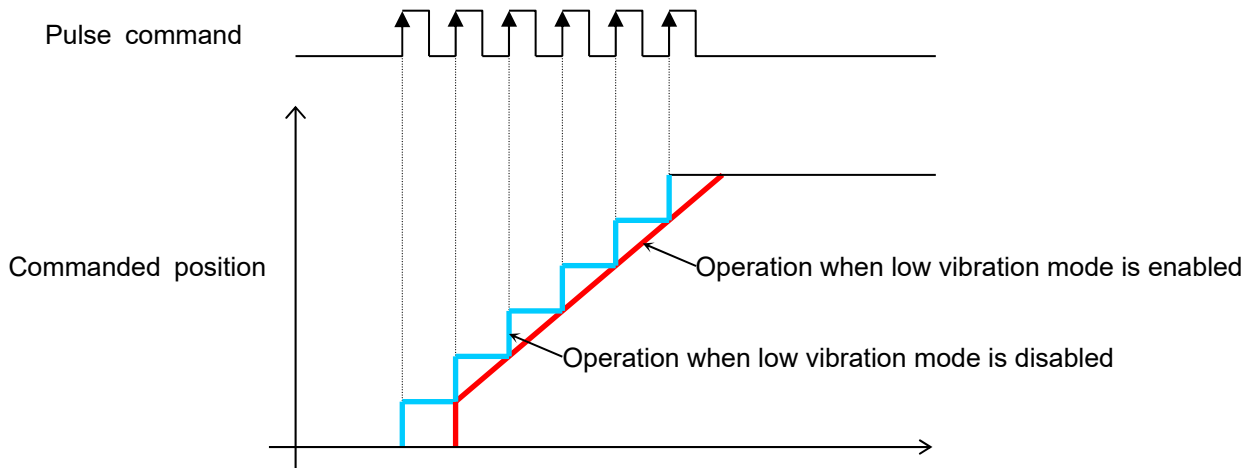 Pulse command
Commanded position
Operation when low vibration mode is enabled
Operation when low vibration mode is disabled